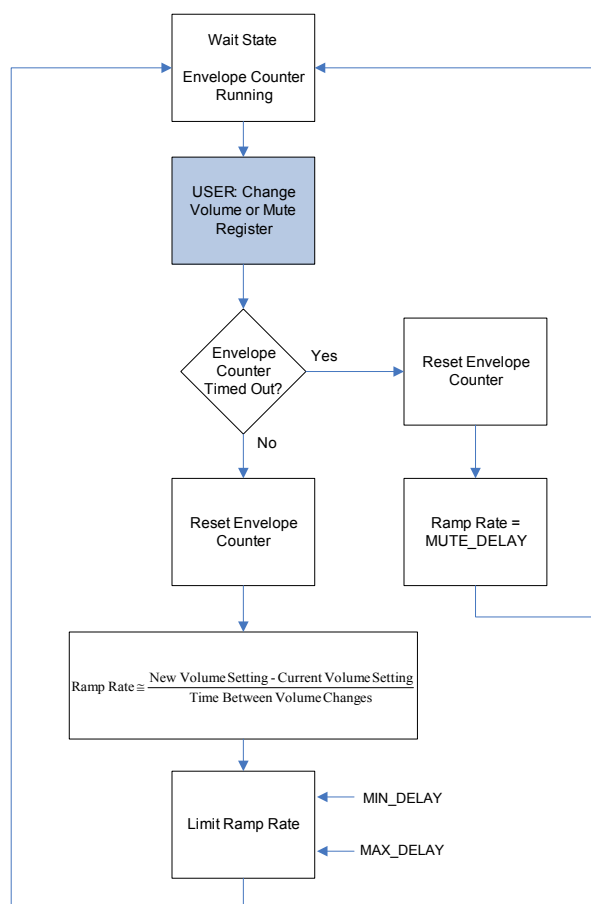 Wait State
Envelope Counter
Running
USER: Change
Volume or Mute
Register
Envelope
Counter
Timed Out?
Yes
No
Reset Envelope
Counter
Ramp Rate =
MUTE_DELAY
Reset Envelope
Counter
Ramp Rate ≅ New Volume Setting - Current Volume Setting
Time Between Volume Changes
Limit Ramp Rate
MIN_DELAY
MAX_DELAY